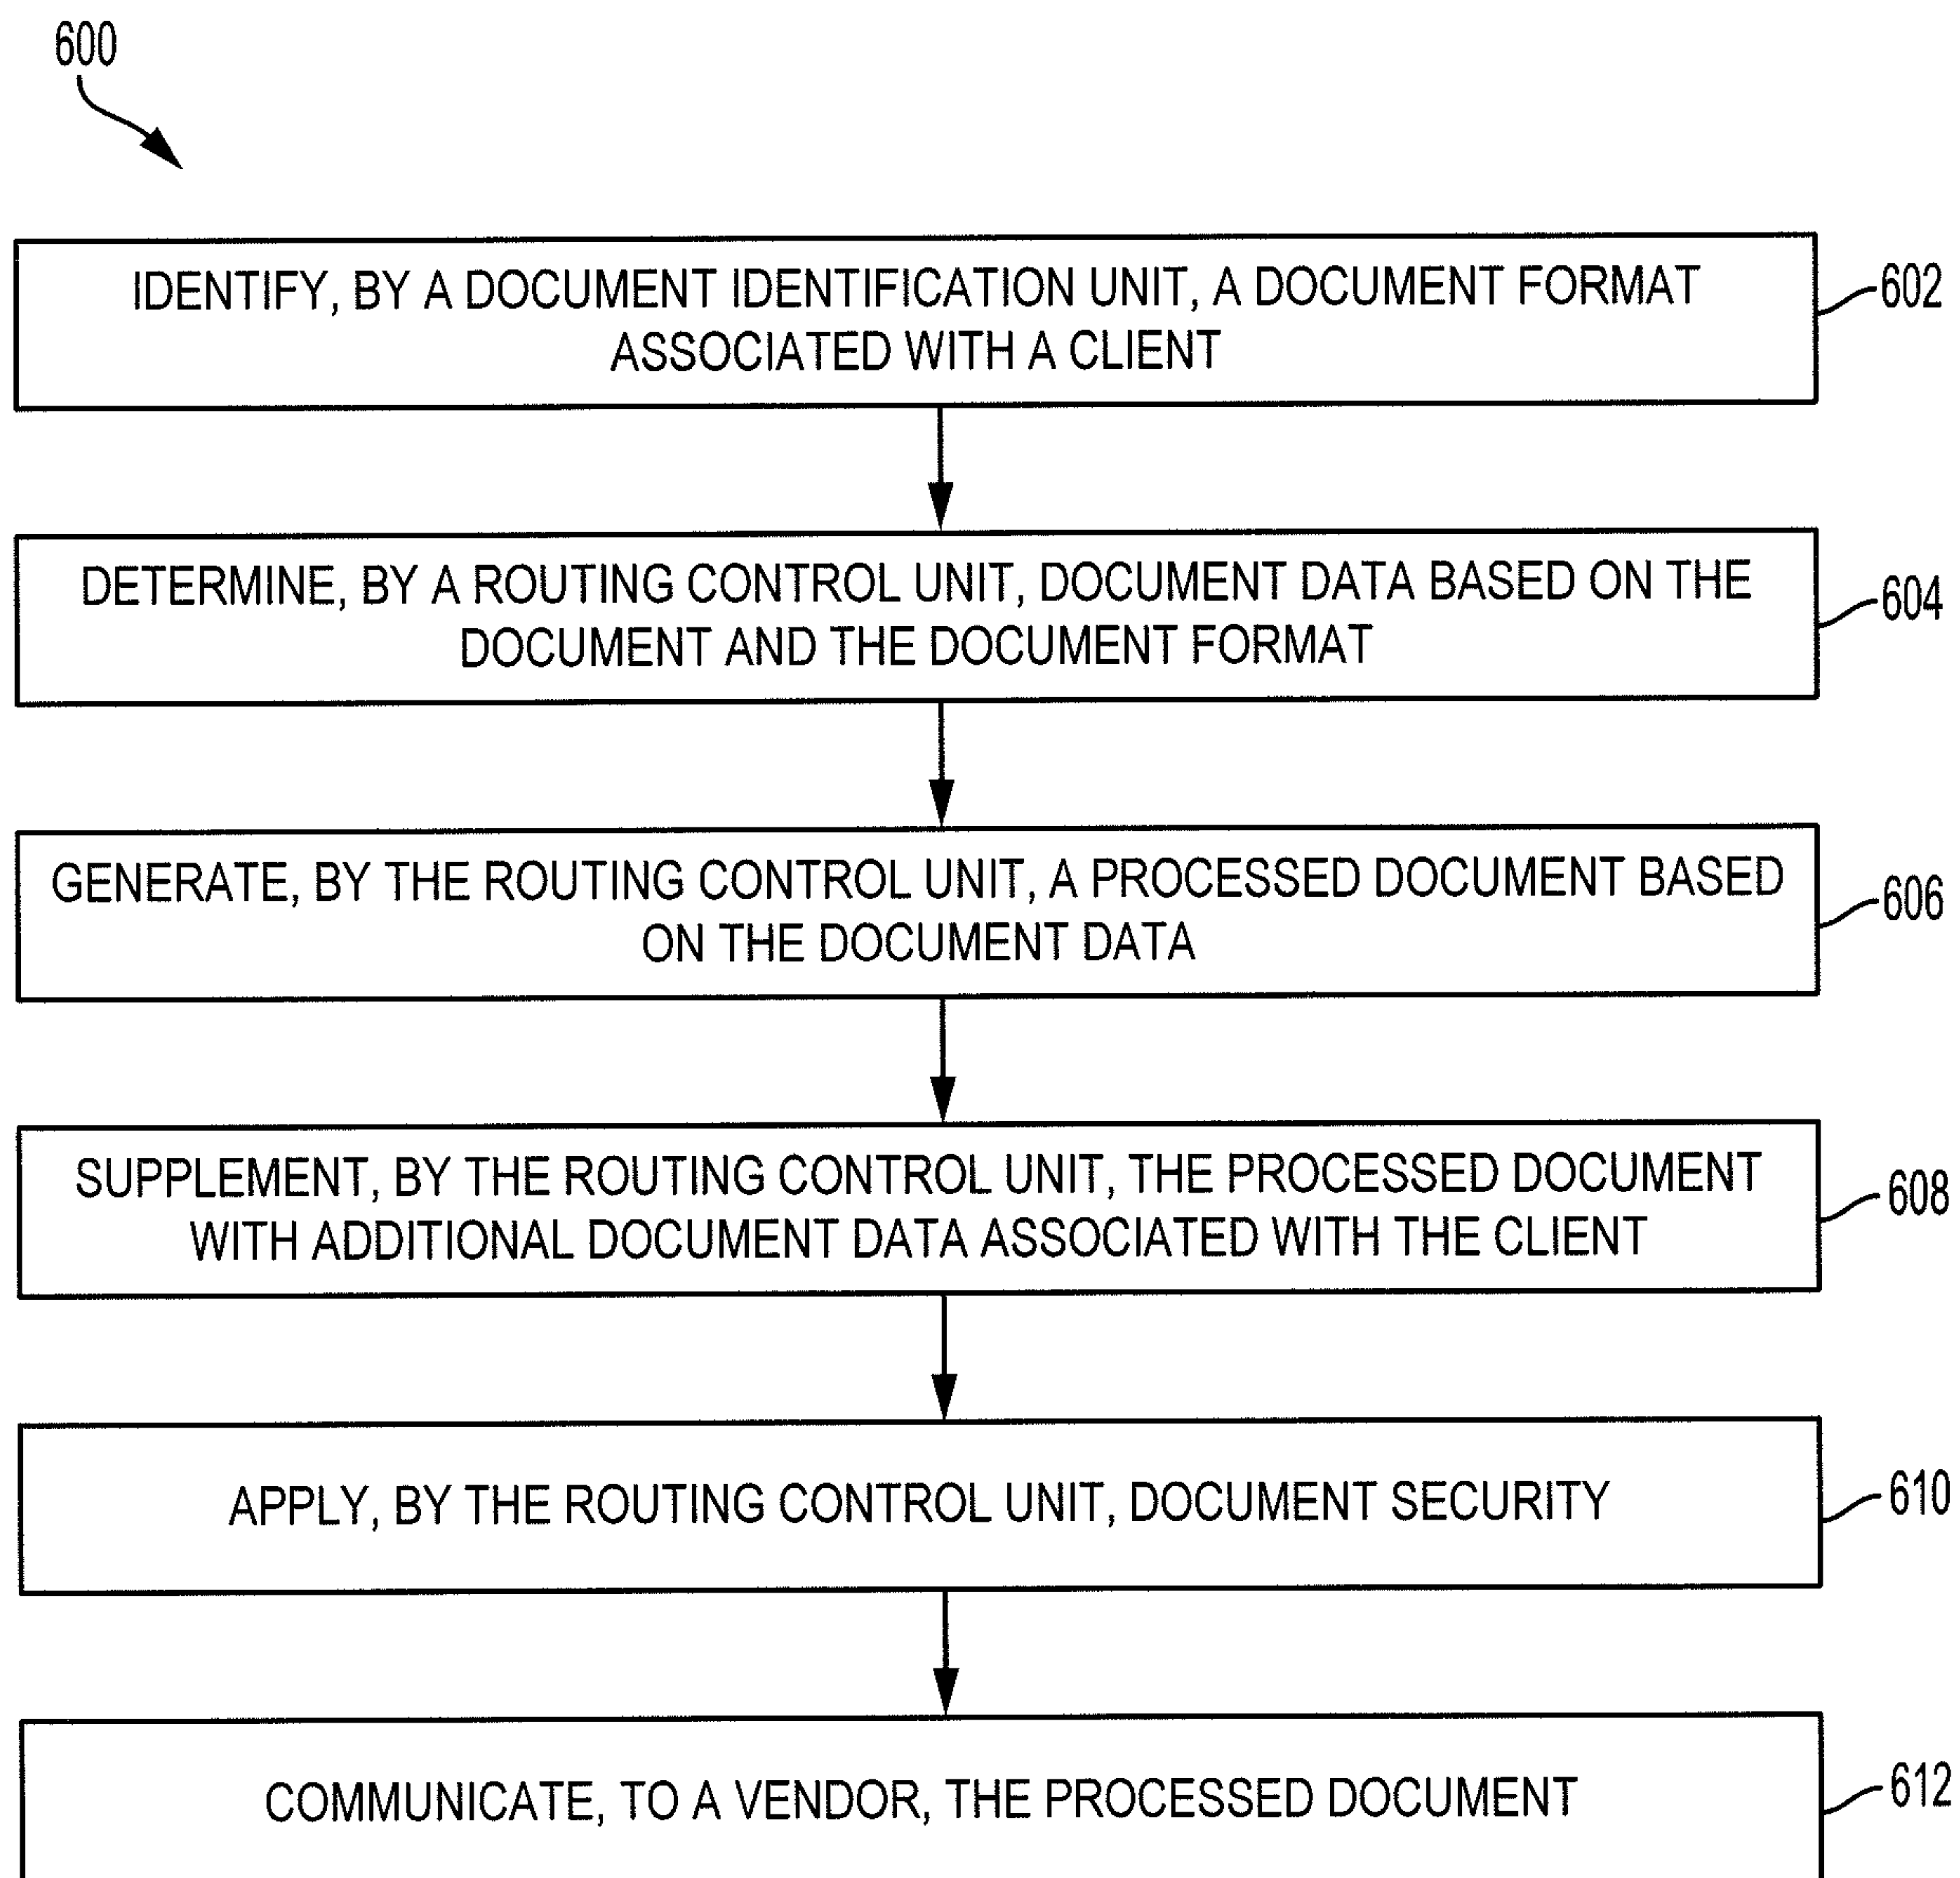 600
IDENTIFY, BY A DOCUMENT IDENTIFICATION UNIT, A DOCUMENT FORMAT
ASSOCIATED WITH A CLIENT
602
DETERMINE, BY A ROUTING CONTROL UNIT, DOCUMENT DATA BASED ON THE
DOCUMENT AND THE DOCUMENT FORMAT
604
GENERATE, BY THE ROUTING CONTROL UNIT, A PROCESSED DOCUMENT BASED
ON THE DOCUMENT DATA
606
SUPPLEMENT, BY THE ROUTING CONTROL UNIT, THE PROCESSED DOCUMENT
WITH ADDITIONAL DOCUMENT DATA ASSOCIATED WITH THE CLIENT
608
APPLY, BY THE ROUTING CONTROL UNIT, DOCUMENT SECURITY
610
COMMUNICATE, TO A VENDOR, THE PROCESSED DOCUMENT
612